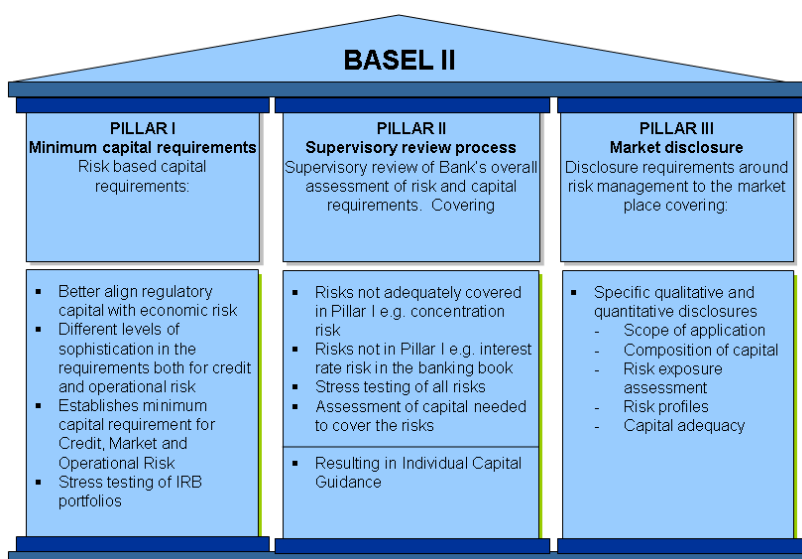 BASEL II
PILLAR I
Minimum capital requirements
Risk based capital
requirements:
▪ Better align regulatory
capital with economic risk
▪ Different levels of
sophistication in the
requirements both for credit
and operational risk
▪ Establishes minimum
capital requirement for
Credit, Market and
Operational Risk
▪ Stress testing of IRB
portfolios
PILLAR II
Supervisory review process
Supervisory review of Bank's overall
assessment of risk and capital
requirements. Covering
▪ Risks not adequately covered
in Pillar I e.g. concentration
risk
▪ Risks not in Pillar I e.g. interest
rate risk in the banking book
▪ Stress testing of all risks
▪ Assessment of capital needed
to cover the risks
▪ Resulting in Individual Capital
Guidance
PILLAR III
Market disclosure
Disclosure requirements around
risk management to the market
place covering:
▪ Specific qualitative and
quantitative disclosures
- Scope of application
- Composition of capital
- Risk exposure
assessment
- Risk profiles
- Capital adequacy